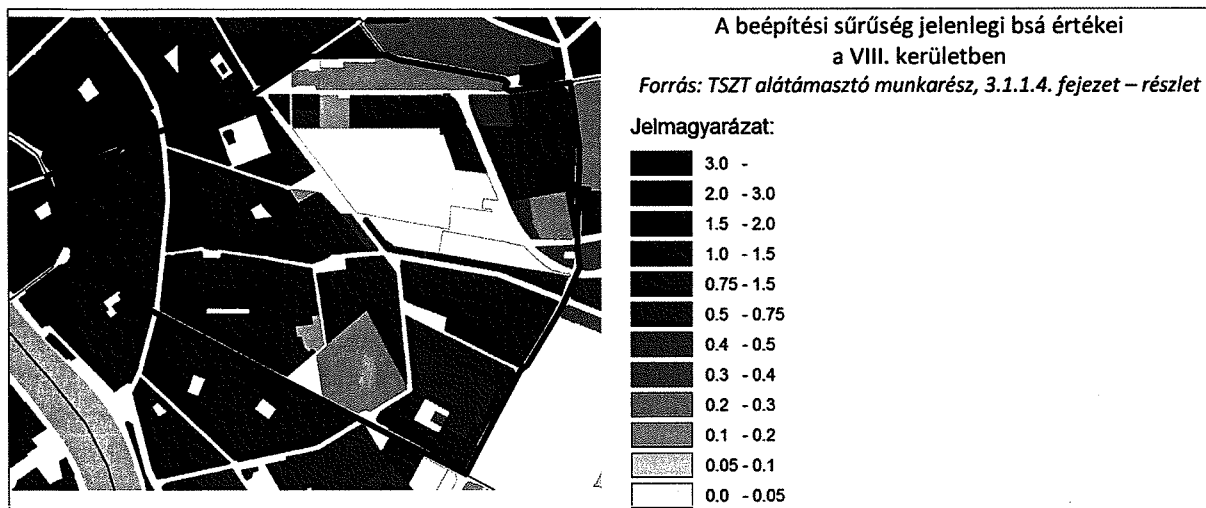 A beépítési sűrűség jelenlegi bsá értékei
a VIII. kerületben
Forrás: TSZT alátámasztó munkarész, 3.1.1.4. fejezet – részlet
Jelmagyarázat:
3.0 -
2.0 - 3.0
1.5 - 2.0
1.0 - 1.5
0.75 - 1.5
0.5 - 0.75
0.4 - 0.5
0.3 - 0.4
0.2 - 0.3
0.1 - 0.2
0.05 - 0.1
0.0 - 0.05